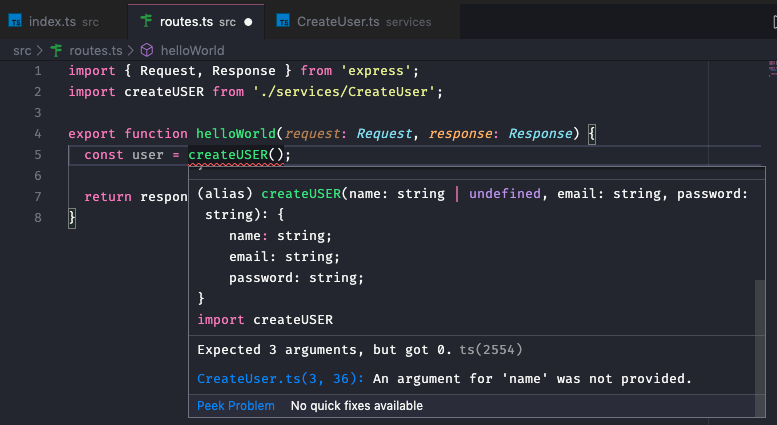 TS index.ts src routes.ts src CreateUser.ts services
src > routes.ts > helloWorld
1 import { Request, Response } from 'express';
2 import createUSER from './services/CreateUser';
3
4 export function helloWorld(request: Request, response: Response) {
5 const user = createUSER();
6
(alias) createUSER(name: string | undefined, email: string, password:
7 return respon
string): {
8 }
name: string;
email: string;
password: string;
}
import createUSER
Expected 3 arguments, but got 0. ts(2554)
CreateUser.ts(3, 36): An argument for 'name' was not provided.
Peek Problem No quick fixes available